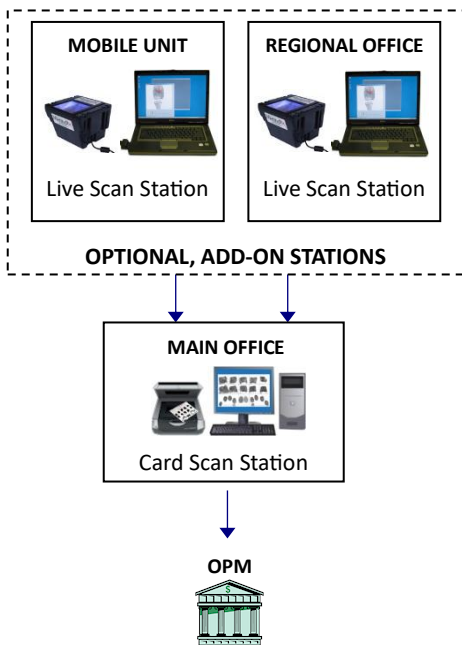 MOBILE UNIT
Live Scan Station
REGIONAL OFFICE
Live Scan Station
OPTIONAL, ADD-ON STATIONS
MAIN OFFICE
Card Scan Station
OPM
$